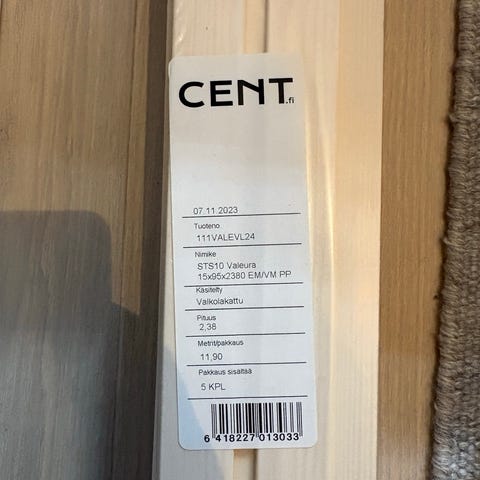 CENT.fi
07.11.2023
Tuoteno
111VALEVL24
Nimike
STS10 Valeura
15x95x2380 EM/VM PP
Käsitelty
Valkolakattu
Pituus
2,38
Metrit/pakkaus
11,90
Pakkaus sisältää
5 KPL
6 418227 013033